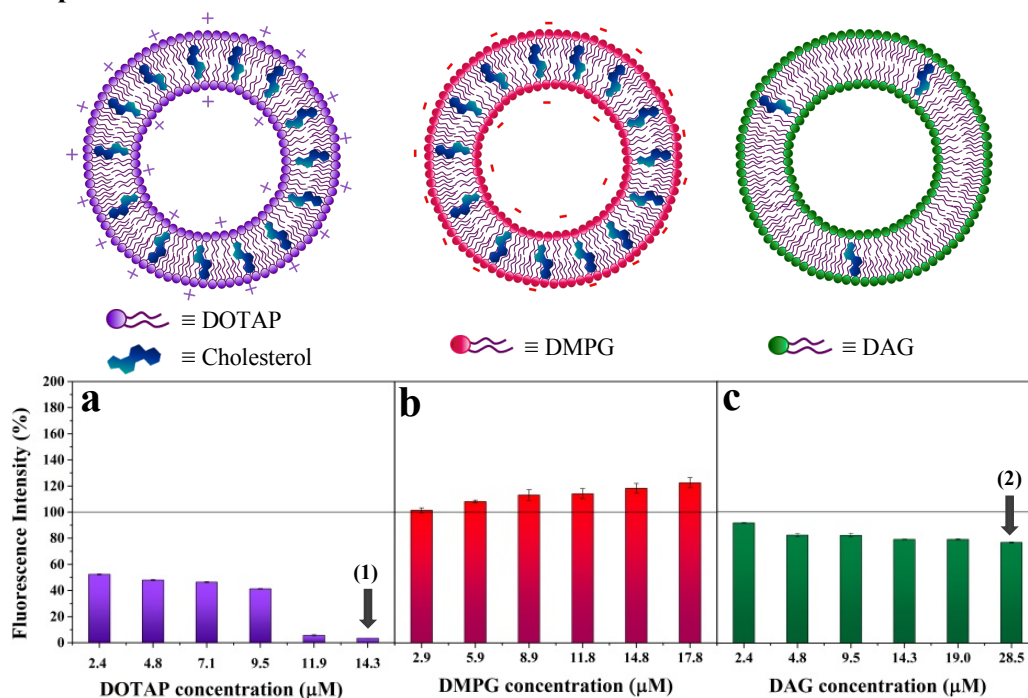 ≡ DOTAP
≡ Cholesterol
≡ DMPG
≡ DAG
a
b
c
Fluorescence Intensity (%)
200
180
160
140
120
100
80
60
40
20
0
(1)
(2)
2.4 4.8 7.1 9.5 11.9 14.3
2.9 5.9 8.9 11.8 14.8 17.8
2.4 4.8 9.5 14.3 19.0 28.5
DOTAP concentration (μM)
DMPG concentration (μM)
DAG concentration (μM)